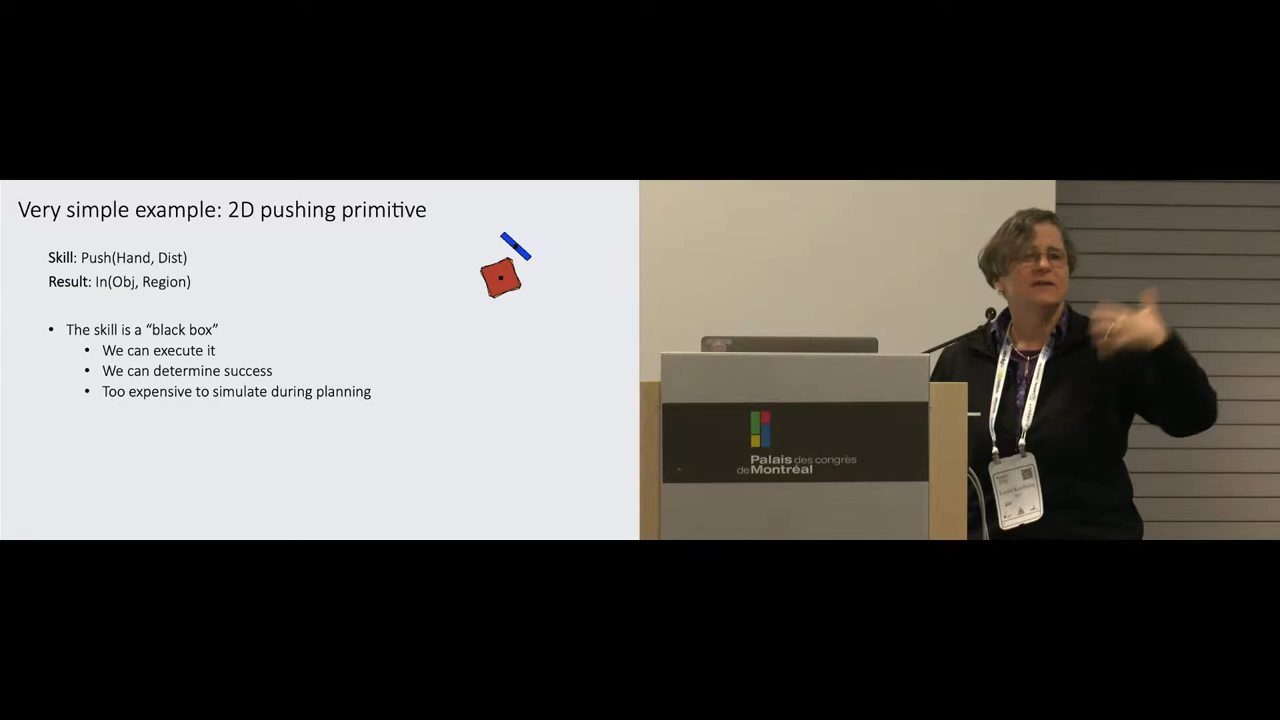 Very simple example: 2D pushing primitive
Skill: Push(Hand, Dist)
Result: In(Obj, Region)
• The skill is a “black box”
• We can execute it
• We can determine success
• Too expensive to simulate during planning
Palais des congrès
de Montréal